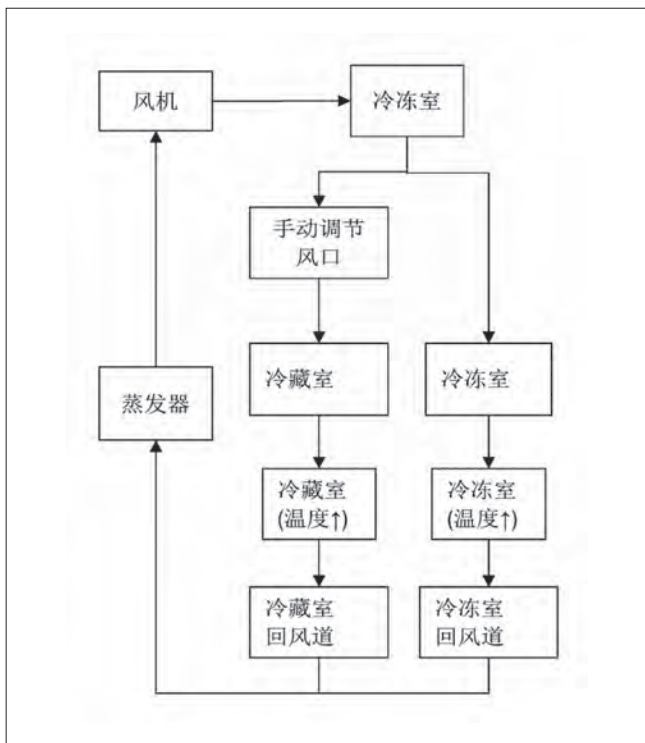 风机
冷冻室
手动调节
风口
冷藏室
冷冻室
蒸发器
冷藏室
(温度↑)
冷冻室
(温度↑)
冷藏室
回风道
冷冻室
回风道